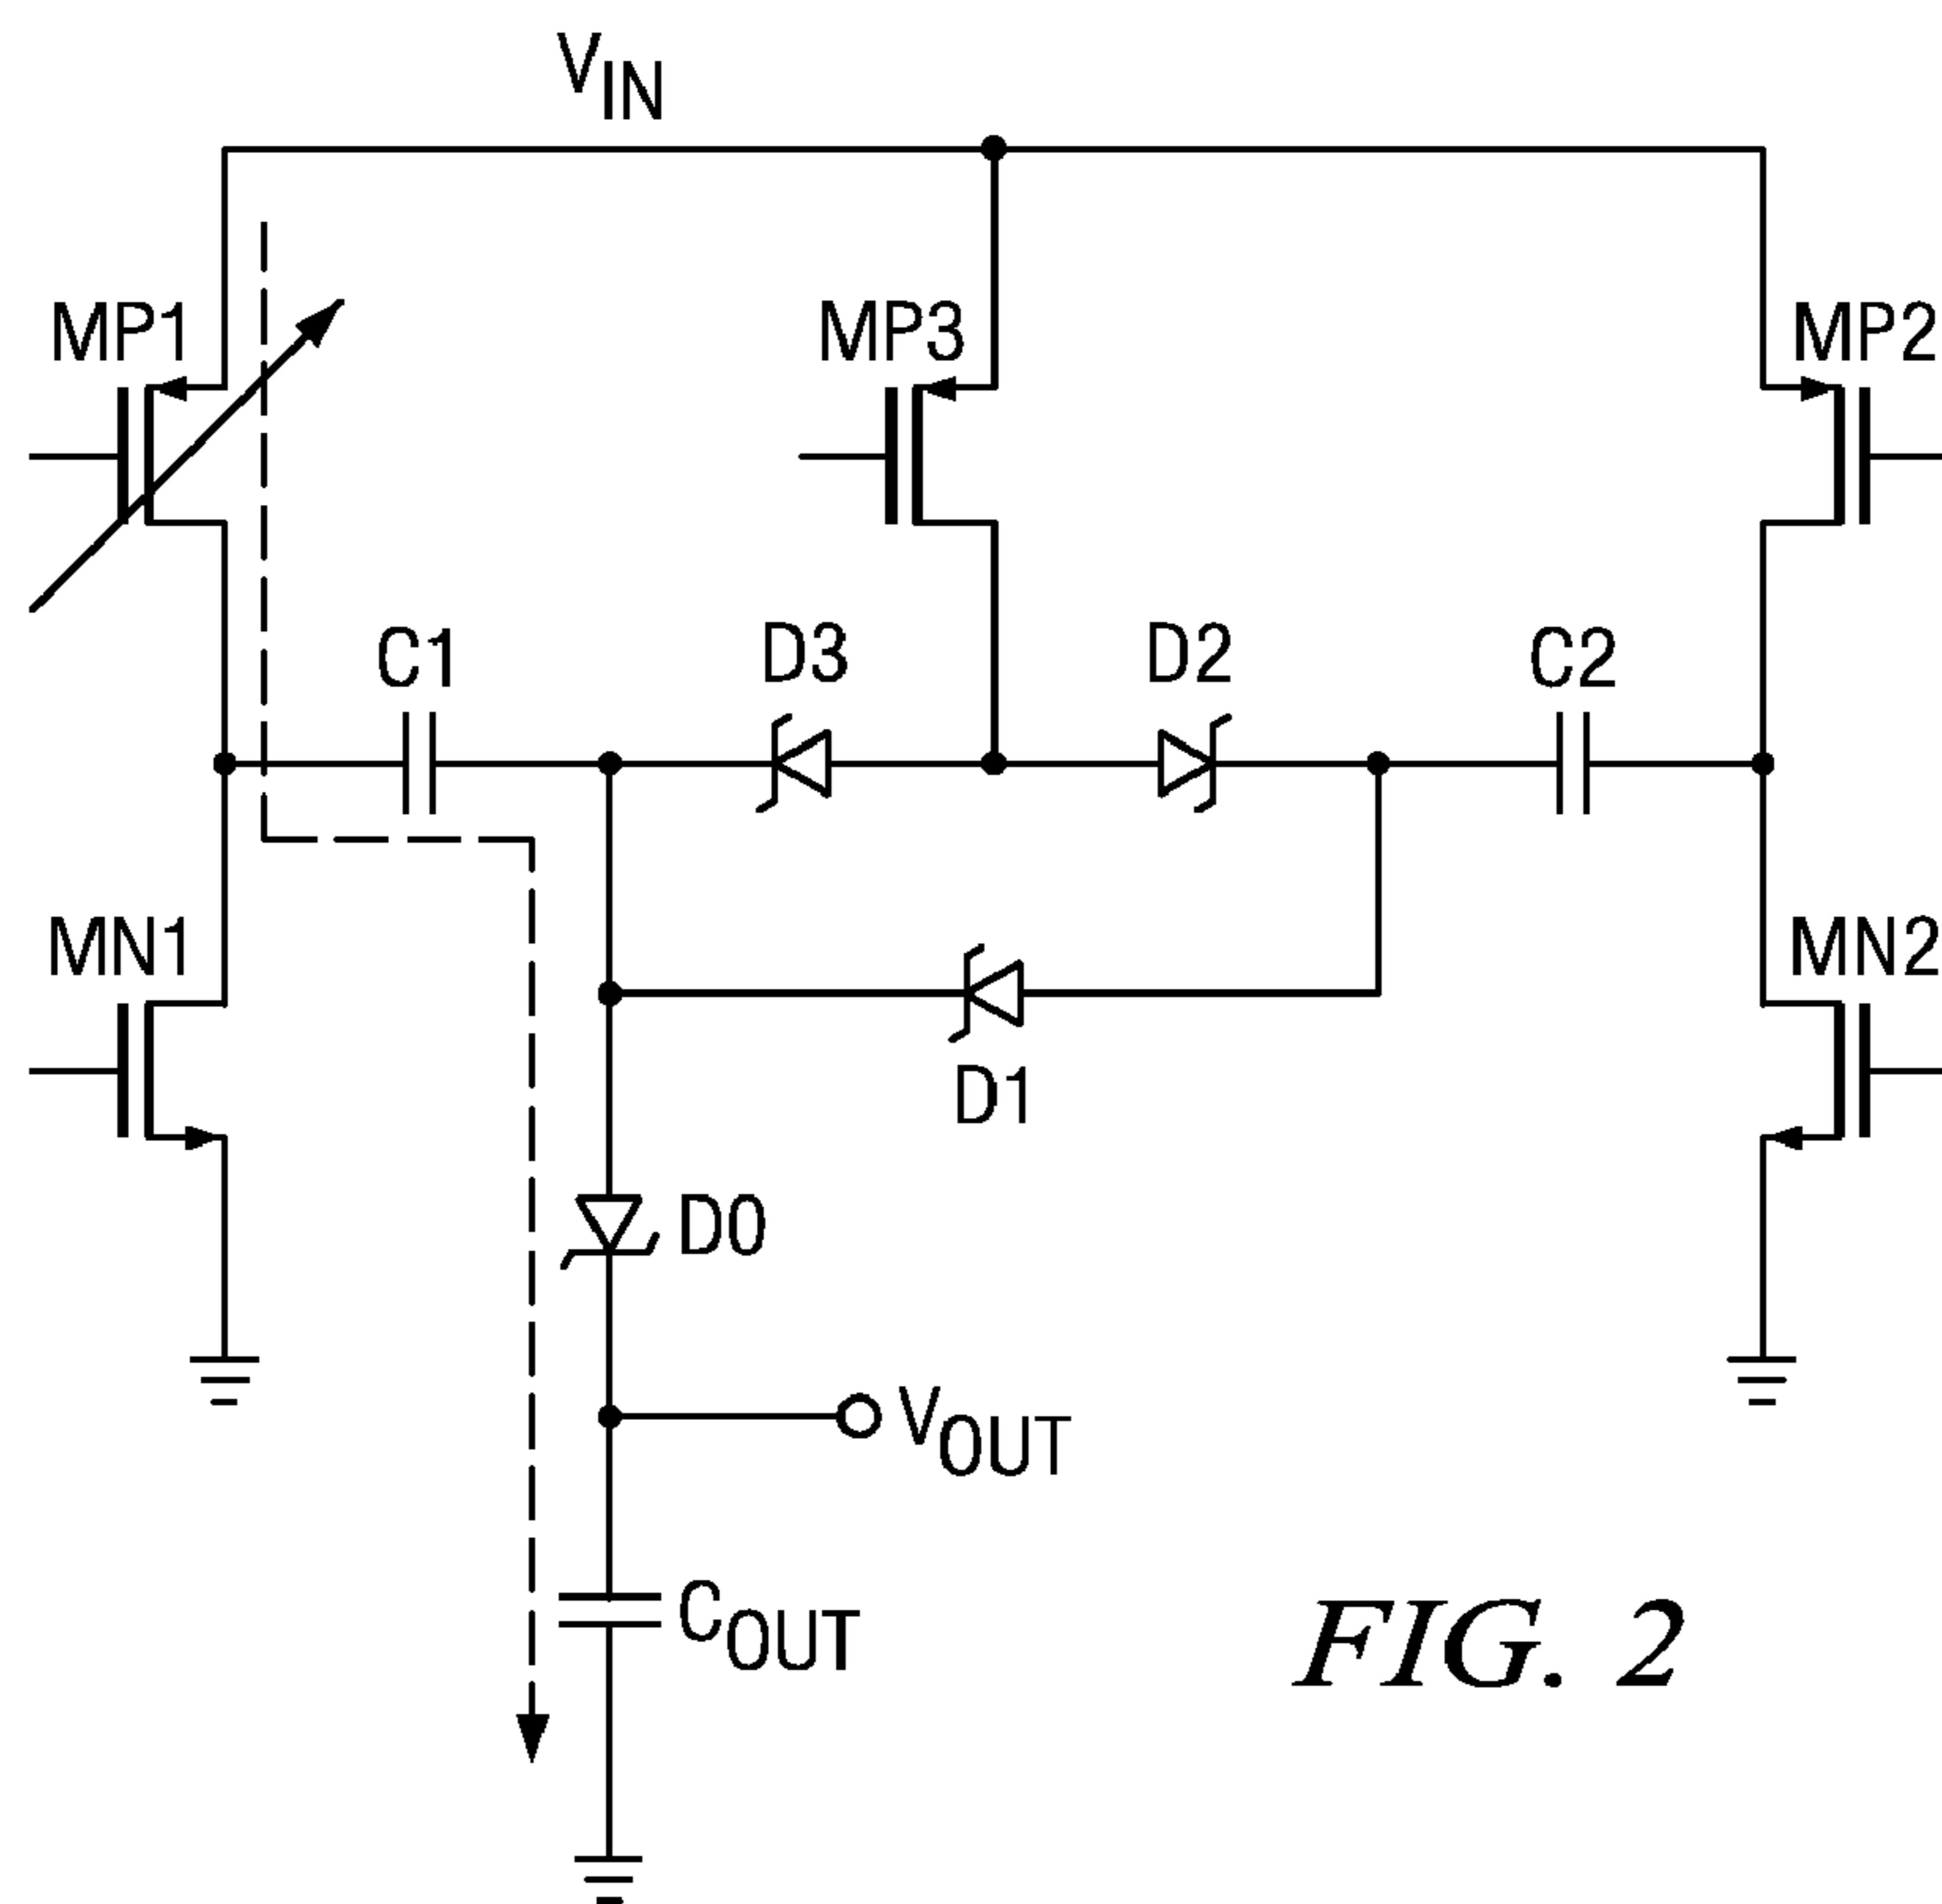 VIN
MP1
MP3
MP2
C1
D3
D2
C2
MN1
MN2
D1
D0
VOUT
COUT
FIG. 2